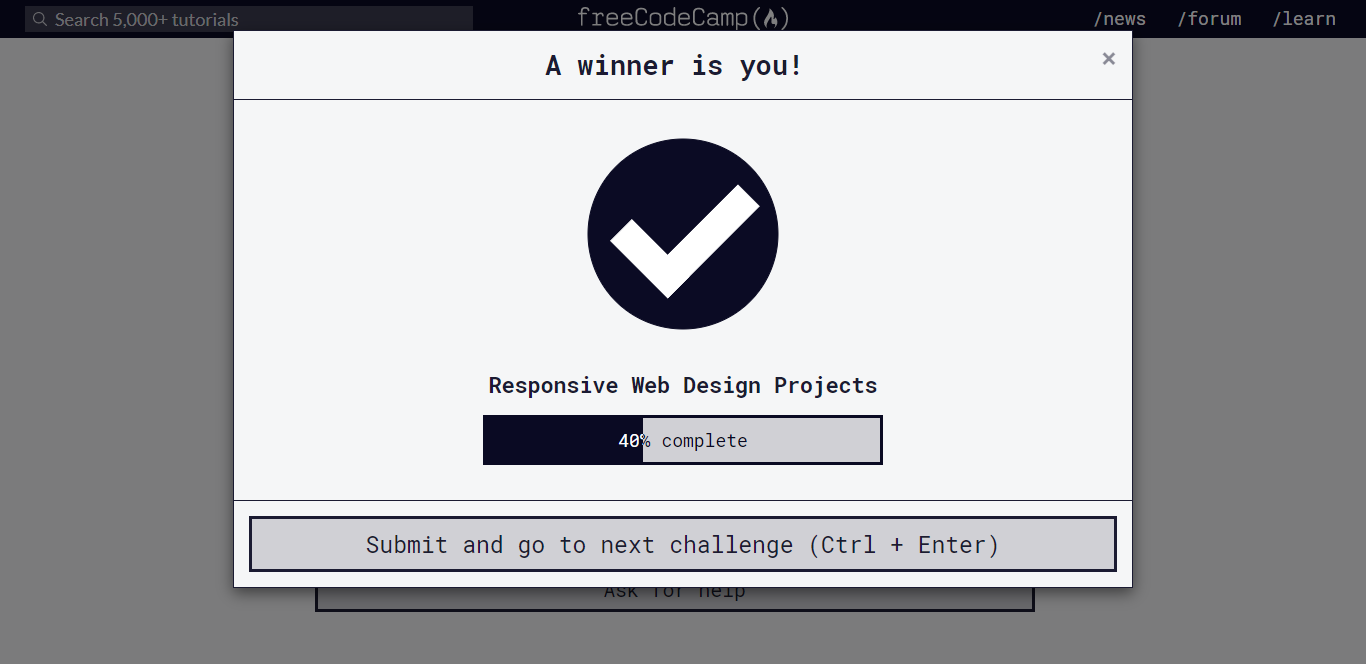 Search 5,000+ tutorials
freeCodeCamp
/news /forum /learn
A winner is you!
×
Responsive Web Design Projects
40% complete
Submit and go to next challenge (Ctrl + Enter)
Ask for help